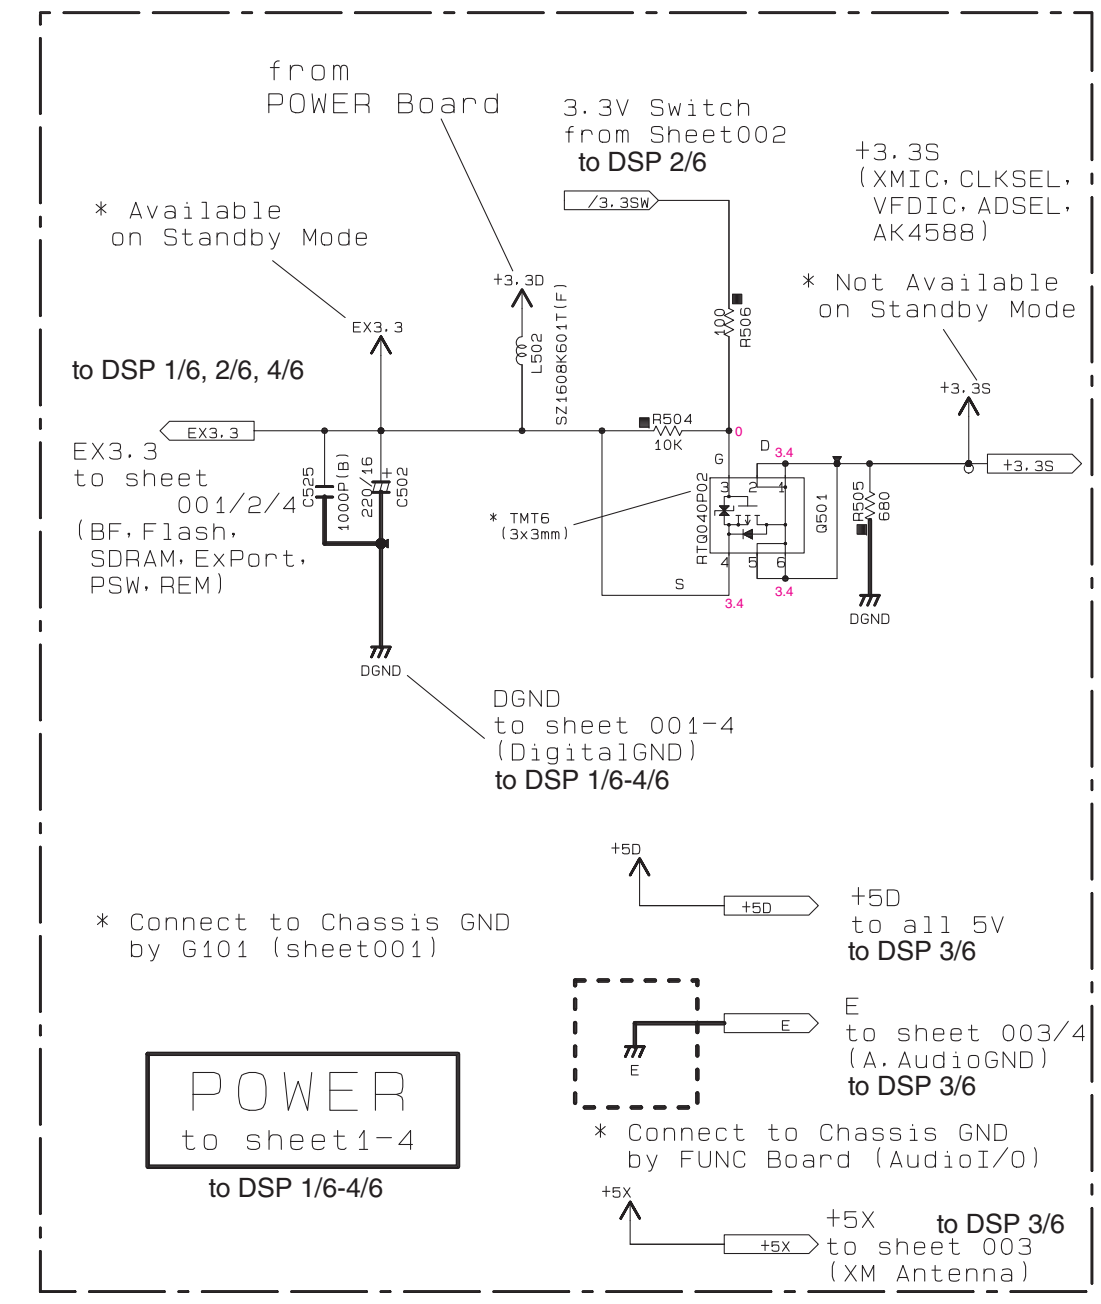 from
POWER Board
3.3V Switch
from Sheet002
to DSP 2/6
/3.3SW
+3.3S
(XMIC, CLKSEL,
VFDIC, ADSEL,
AK4588)
* Available
on Standby Mode
* Not Available
on Standby Mode
+3.3D
EX3.3
L502
SZ1608K601T(F)
100
R506
to DSP 1/6, 2/6, 4/6
+3.3S
EX3.3
R504
10K
0
G
D
3.4
+3.3S
EX3.3
to sheet
001/2/4
(BF, Flash,
SDRAM, ExPort,
PSW, REM)
C525
1000P(B)
220/16
+
C502
* TMT6
(3x3mm)
RTQ040P02
3
2
1
4
5
6
Q501
R505
680
S
3.4
3.4
DGND
DGND
DGND
to sheet 001-4
(DigitalGND)
to DSP 1/6-4/6
+5D
+5D
+5D
to all 5V
to DSP 3/6
* Connect to Chassis GND
by G101 (sheet001)
E
E
E
to sheet 003/4
(A.AudioGND)
to DSP 3/6
POWER
to sheet1-4
to DSP 1/6-4/6
* Connect to Chassis GND
by FUNC Board (AudioI/O)
+5X
+5X
+5X
to DSP 3/6
to sheet 003
(XM Antenna)